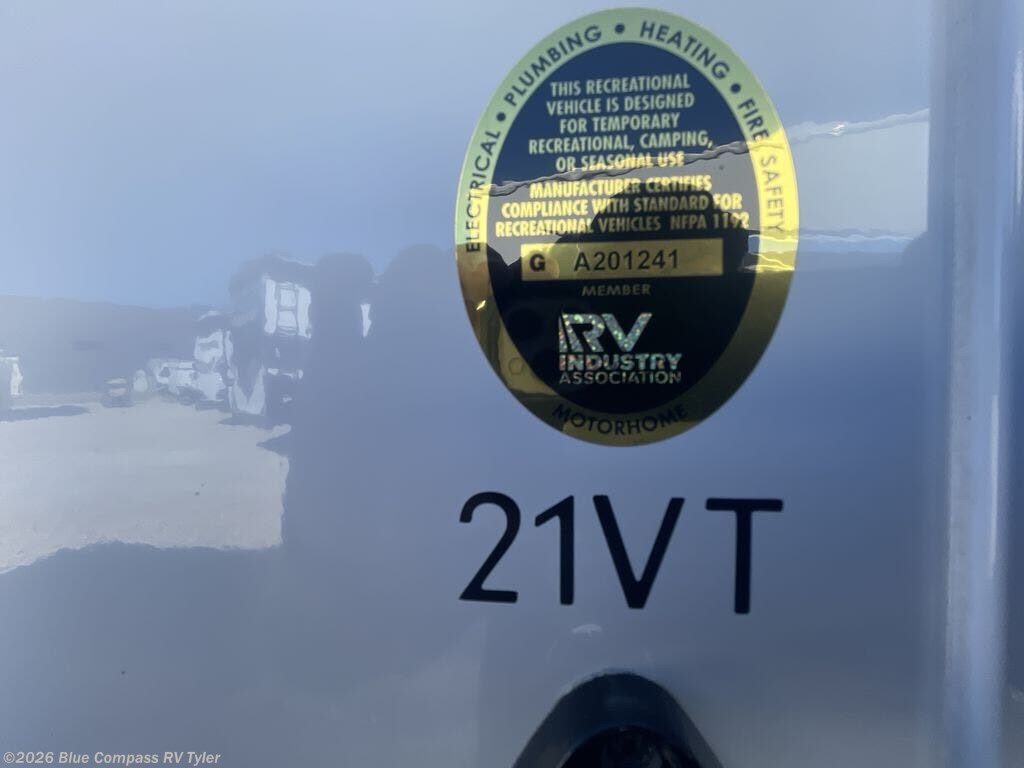 ELECTRICAL • PLUMBING • HEATING • FIRE/SAFETY
THIS RECREATIONAL
VEHICLE IS DESIGNED
FOR TEMPORARY
RECREATIONAL, CAMPING,
OR SEASONAL USE
MANUFACTURER CERTIFIES
COMPLIANCE WITH STANDARD FOR
RECREATIONAL VEHICLES NFPA 1192
G A201241
MEMBER
RV
INDUSTRY
ASSOCIATION
MOTORHOME
21VT
©2026 Blue Compass RV Tyler